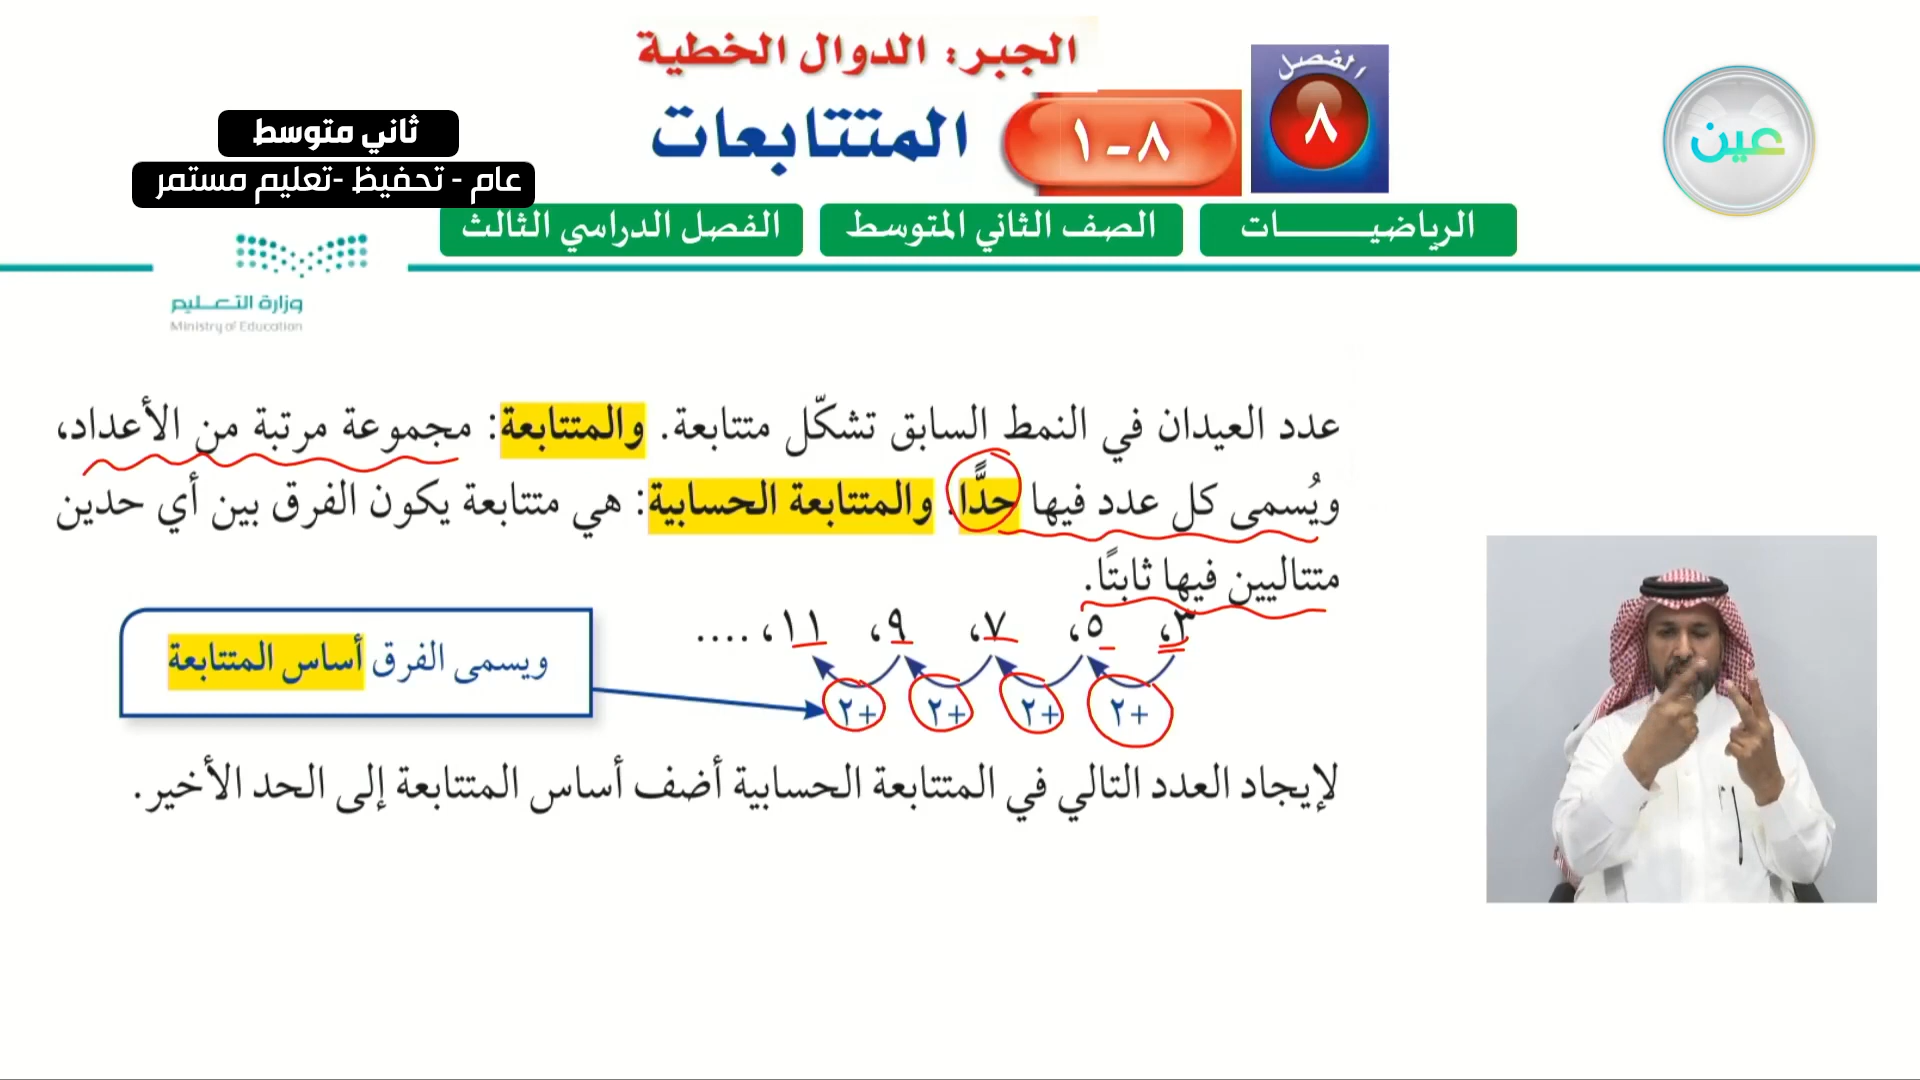 الجبر: الدوال الخطية
الفصل
٨
٨-١
المتتابعات
عين
ثاني متوسط
عام - تحفيظ -تعليم مستمر
الرياضيـــــــــات
الصف الثاني المتوسط
الفصل الدراسي الثالث
وزارة التعـــليم
Ministry of Education
عدد العيدان في النمط السابق تشكّل متتابعة. والمتتابعة: مجموعة مرتبة من الأعداد،
ويُسمى كل عدد فيها حدًّا. والمتتابعة الحسابية: هي متتابعة يكون الفرق بين أي حدين
متتاليين فيها ثابتًا.
٣، ٥، ٧، ٩، ١١، ....
+٢ +٢ +٢ +٢
ويسمى الفرق أساس المتتابعة
لإيجاد العدد التالي في المتتابعة الحسابية أضف أساس المتتابعة إلى الحد الأخير.